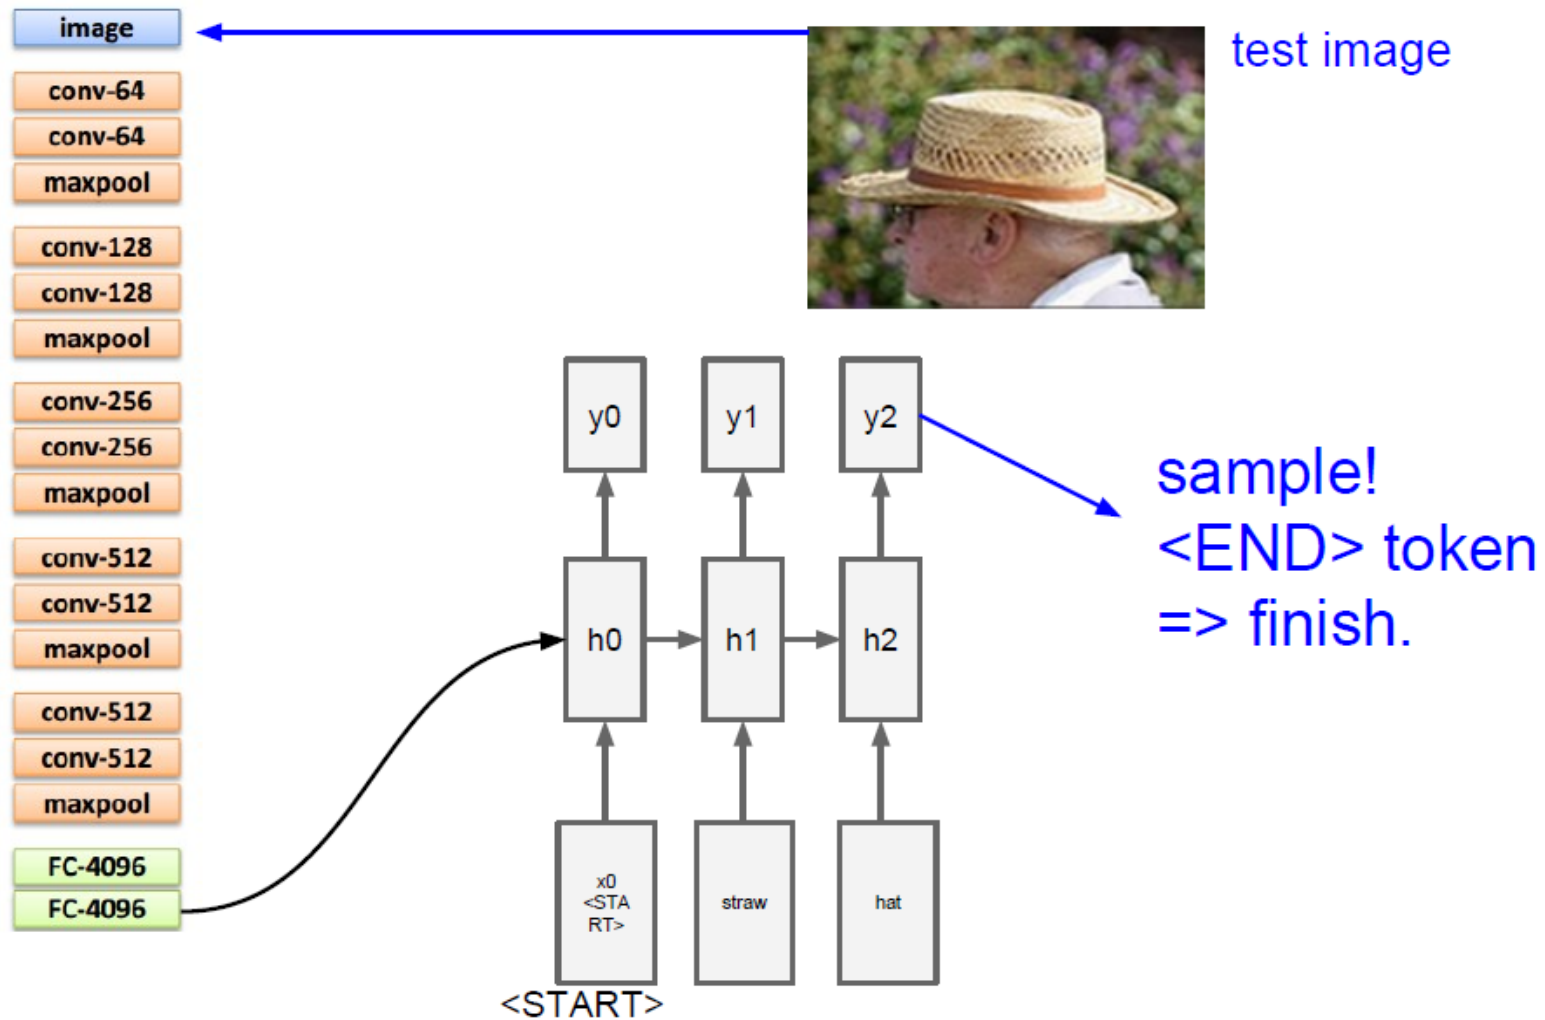 image
conv-64
conv-64
maxpool
conv-128
conv-128
maxpool
conv-256
conv-256
maxpool
conv-512
conv-512
maxpool
conv-512
conv-512
maxpool
FC-4096
FC-4096
test image
y0
y1
y2
sample!
<END> token
=> finish.
h0
h1
h2
x0
<STA
RT>
straw
hat
<START>